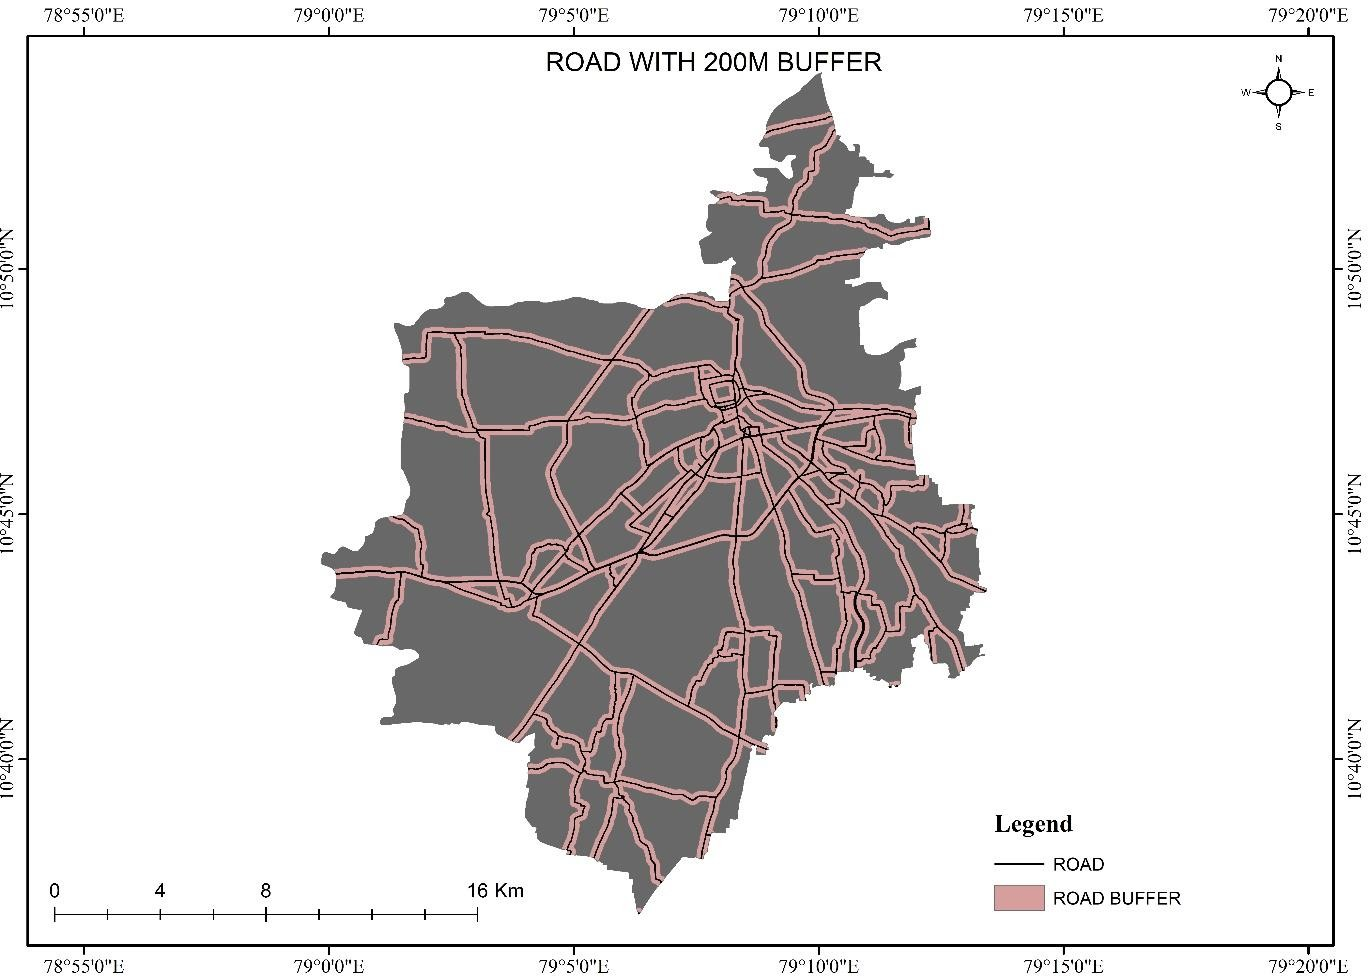 78°55'0"E 79°0'0"E 79°5'0"E 79°10'0"E 79°15'0"E 79°20'0"E
ROAD WITH 200M BUFFER
N
W E
S
10°50'0"N 10°50'0"N
10°45'0"N 10°45'0"N
10°40'0"N 10°40'0"N
Legend
ROAD
ROAD BUFFER
0 4 8 16 Km
78°55'0"E 79°0'0"E 79°5'0"E 79°10'0"E 79°15'0"E 79°20'0"E